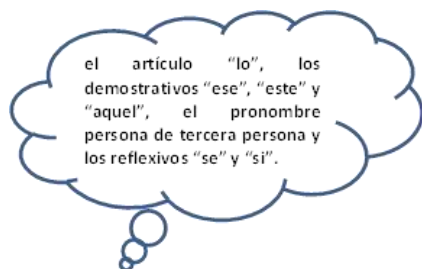 el artículo “lo”, los
demostrativos “ese”, “este” y
“aquel”, el pronombre
persona de tercera persona y
los reflexivos “se” y “si”.